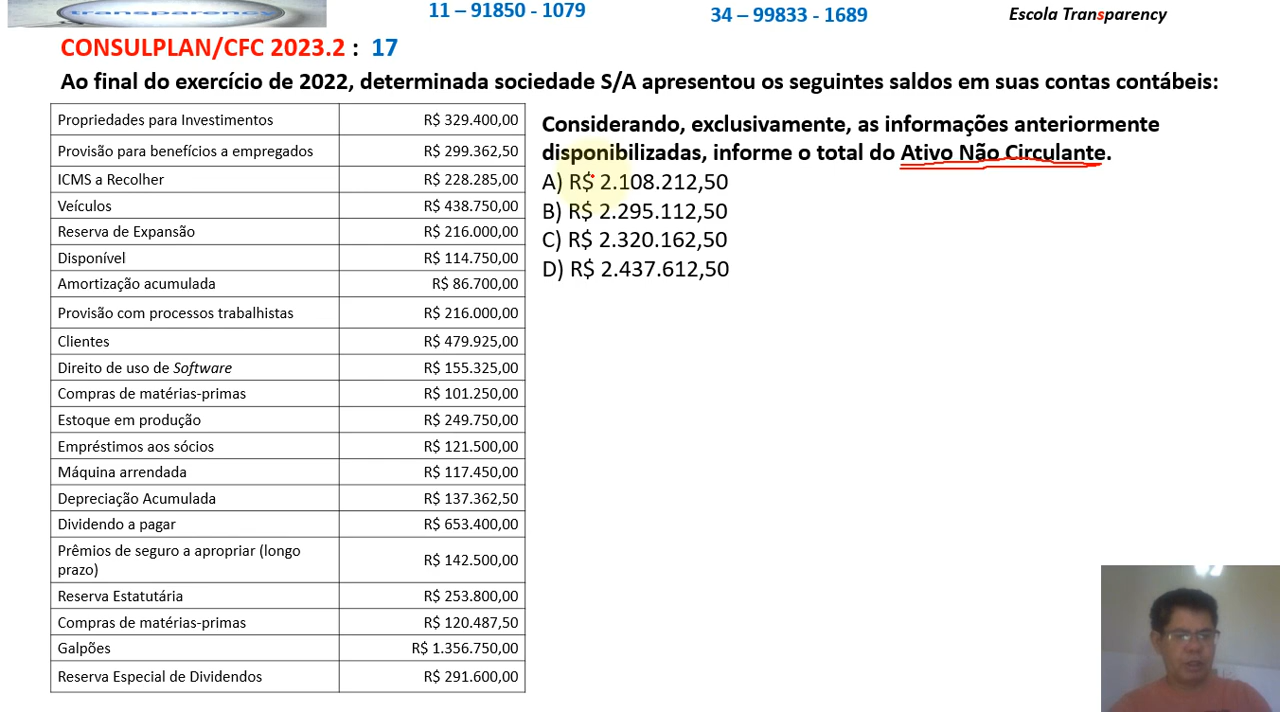 transparency
11 – 91850 - 1079
34 – 99833 - 1689
Escola Transparency
CONSULPLAN/CFC 2023.2 : 17
Ao final do exercício de 2022, determinada sociedade S/A apresentou os seguintes saldos em suas contas contábeis:
Propriedades para Investimentos R$ 329.400,00
Provisão para benefícios a empregados R$ 299.362,50
ICMS a Recolher R$ 228.285,00
Veículos R$ 438.750,00
Reserva de Expansão R$ 216.000,00
Disponível R$ 114.750,00
Amortização acumulada R$ 86.700,00
Provisão com processos trabalhistas R$ 216.000,00
Clientes R$ 479.925,00
Direito de uso de Software R$ 155.325,00
Compras de matérias-primas R$ 101.250,00
Estoque em produção R$ 249.750,00
Empréstimos aos sócios R$ 121.500,00
Máquina arrendada R$ 117.450,00
Depreciação Acumulada R$ 137.362,50
Dividendo a pagar R$ 653.400,00
Prêmios de seguro a apropriar (longo
prazo) R$ 142.500,00
Reserva Estatutária R$ 253.800,00
Compras de matérias-primas R$ 120.487,50
Galpões R$ 1.356.750,00
Reserva Especial de Dividendos R$ 291.600,00
Considerando, exclusivamente, as informações anteriormente
disponibilizadas, informe o total do Ativo Não Circulante.
A) R$ 2.108.212,50
B) R$ 2.295.112,50
C) R$ 2.320.162,50
D) R$ 2.437.612,50